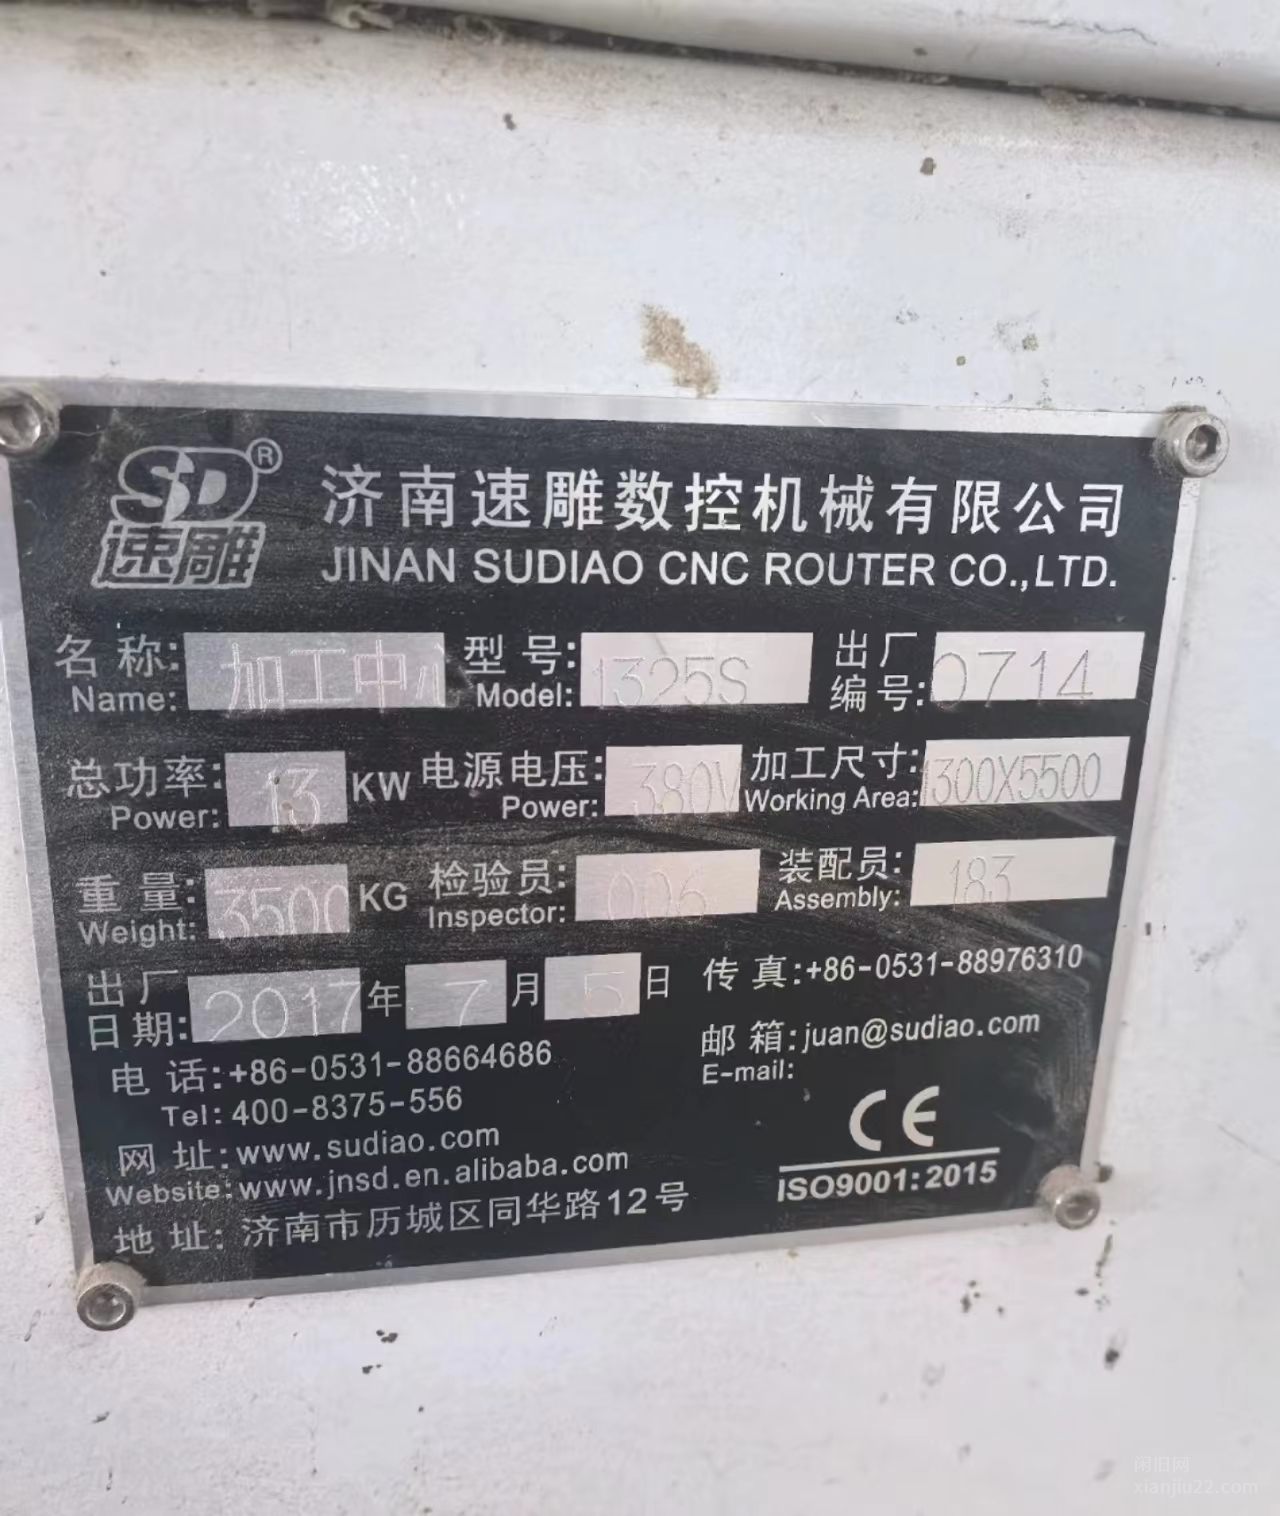 SD®
速雕
济南速雕数控机械有限公司
JINAN SUDIAO CNC ROUTER CO.,LTD.
名称: 加工中心 型号: 1325S 出厂编号: 0714
Name: Model:
总功率: 13 KW 电源电压: 380V 加工尺寸: 1300X5500
Power: Power: Working Area:
重量: 3500 KG 检验员: 006 装配员: 183
Weight: Inspector: Assembly:
出厂日期: 2017年7月5日 传真:+86-0531-88976310
电话:+86-0531-88664686 邮箱:juan@sudiao.com
Tel: 400-8375-556 E-mail:
网址:www.sudiao.com CE
Website:www.jnsd.en.alibaba.com ISO9001:2015
地址: 济南市历城区同华路12号
闲旧网
xianjiu22.com